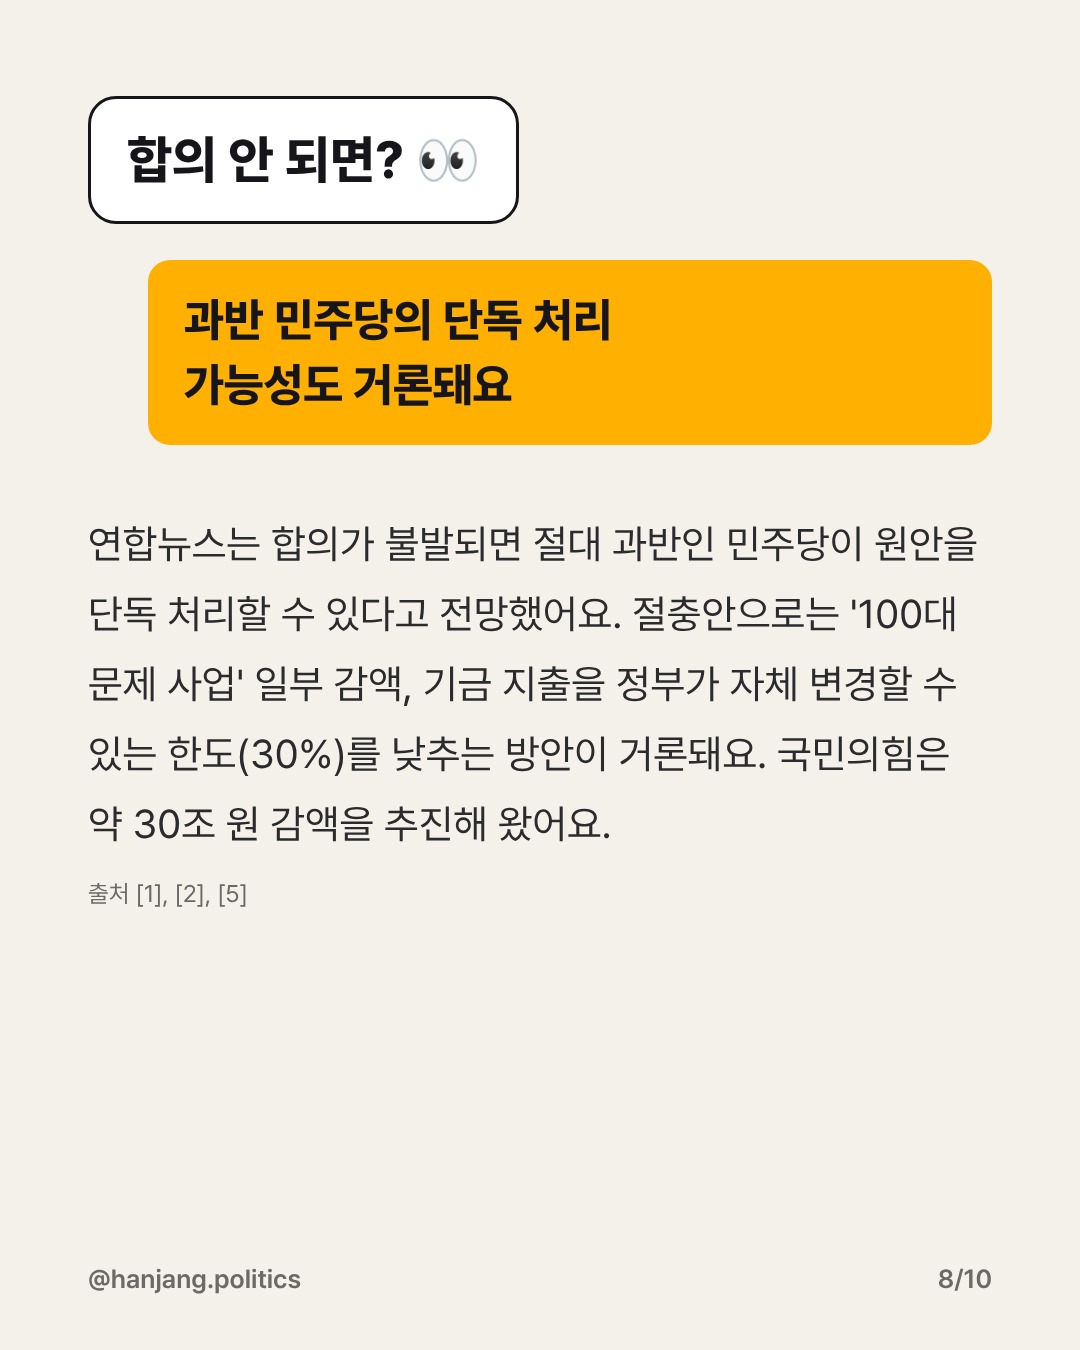 합의 안 되면? 👀
과반 민주당의 단독 처리
가능성도 거론돼요
연합뉴스는 합의가 불발되면 절대 과반인 민주당이 원안을
단독 처리할 수 있다고 전망했어요. 절충안으로는 '100대
문제 사업' 일부 감액, 기금 지출을 정부가 자체 변경할 수
있는 한도(30%)를 낮추는 방안이 거론돼요. 국민의힘은
약 30조 원 감액을 추진해 왔어요.
출처 [1], [2], [5]
@hanjang.politics
8/10